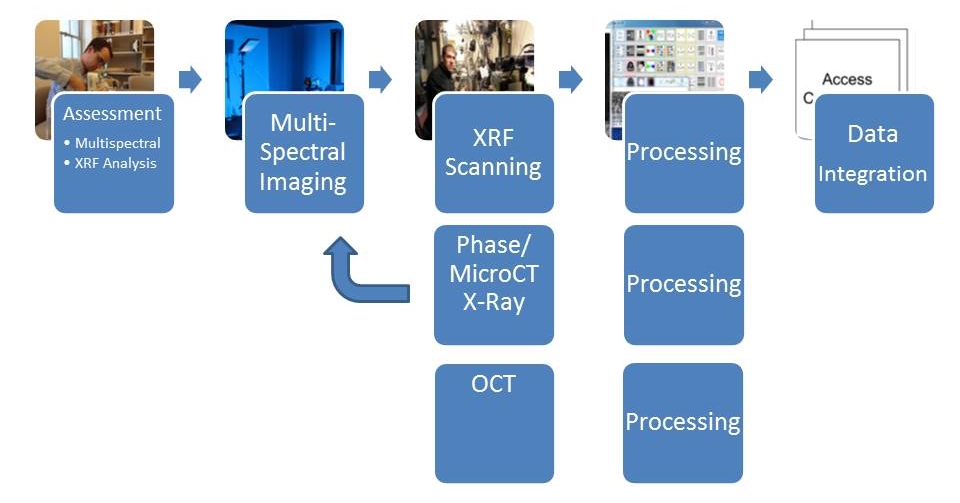 Assessment
• Multispectral
• XRF Analysis
Multi-
Spectral
Imaging
XRF
Scanning
Processing
Access
Data
Integration
Phase/
MicroCT
X-Ray
Processing
OCT
Processing